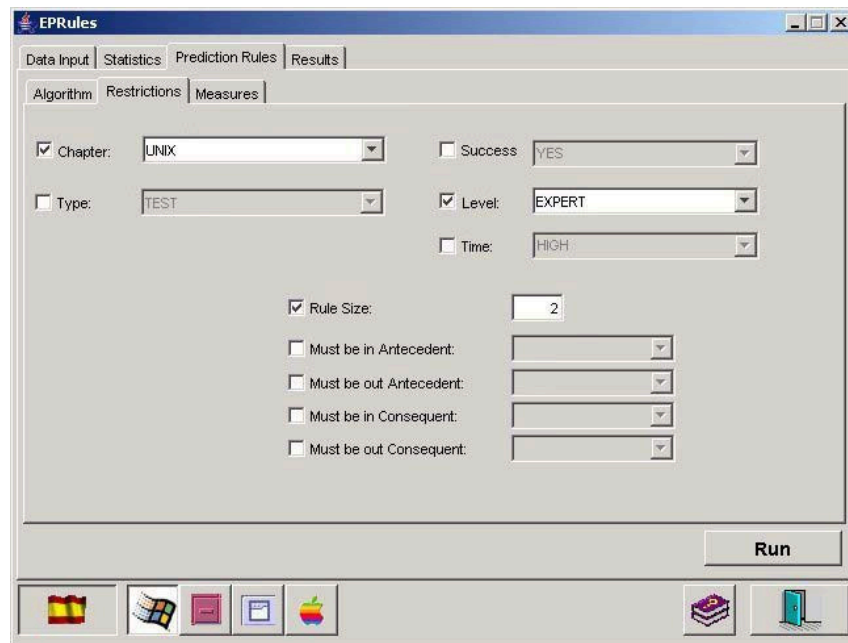 EPRules
Data Input Statistics Prediction Rules Results
Algorithm Restrictions Measures
Chapter: UNIX Success YES
Type: TEST Level: EXPERT
Time: HIGH
Rule Size: 2
Must be in Antecedent:
Must be out Antecedent:
Must be in Consequent:
Must be out Consequent:
Run